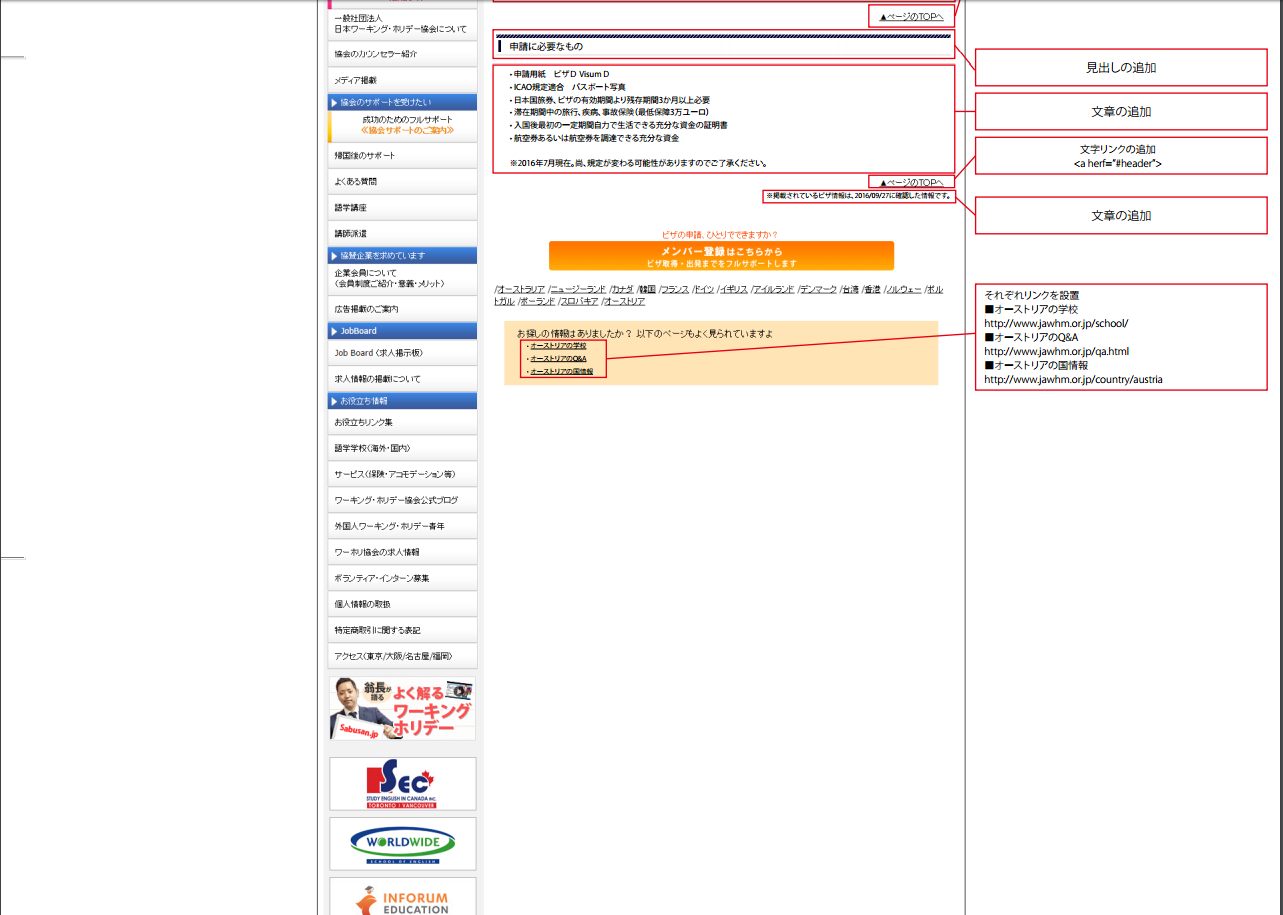 一般社団法人
日本ワーキング・ホリデー協会について
協会のカウンセラー紹介
メディア掲載
▶ 協会のサポートを受けたい
成功のためのフルサポート
≪協会サポートのご案内≫
帰国後のサポート
よくある質問
語学講座
講師派遣
▶ 協賛企業を求めています
企業会員について
（会員制度ご紹介・意義・メリット）
広告掲載のご案内
▶ JobBoard
Job Board （求人掲示板）
求人情報の掲載について
▶ お役立ち情報
お役立ちリンク集
語学学校（海外・国内）
サービス（保険・アコモデーション等）
ワーキング・ホリデー協会公式ブログ
外国人ワーキング・ホリデー青年
ワーホリ協会の求人情報
ボランティア・インターン募集
個人情報の取扱
特定商取引に関する表記
アクセス（東京/大阪/名古屋/福岡）
翁長が
語る
よく解る
ワーキング
ホリデー
Sabusan.jp
SEC
STUDY ENGLISH IN CANADA INC.
TORONTO | VANCOUVER
WORLDWIDE
SCHOOL OF ENGLISH
INFORUM
EDUCATION
▲ページのTOPへ
申請に必要なもの
・申請用紙　ビザD Visum D
・ICAO規定適合　パスポート写真
・日本国旅券、ビザの有効期間より残存期間3か月以上必要
・滞在期間中の旅行、疾病、事故保険（最低保障3万ユーロ）
・入国後最初の一定期間自力で生活できる充分な資金の証明書
・航空券あるいは航空券を調達できる充分な資金
※2016年7月現在。尚、規定が変わる可能性がありますのでご了承ください。
▲ページのTOPへ
※掲載されているビザ情報は、2016/09/27に確認した情報です。
ビザの申請、ひとりでできますか？
メンバー登録はこちらから
ビザ取得・出発までをフルサポートします
/オーストラリア /ニュージーランド /カナダ /韓国 /フランス /ドイツ /イギリス /アイルランド /デンマーク /台湾 /香港 /ノルウェー /ポル
トガル /ポーランド /スロバキア /オーストリア
お探しの情報はありましたか？ 以下のページもよく見られていますよ
・オーストリアの学校
・オーストリアのQ&A
・オーストリアの国情報
見出しの追加
文章の追加
文字リンクの追加
<a herf="#header">
文章の追加
それぞれリンクを設置
■オーストリアの学校
http://www.jawhm.or.jp/school/
■オーストリアのQ&A
http://www.jawhm.or.jp/qa.html
■オーストリアの国情報
http://www.jawhm.or.jp/country/austria